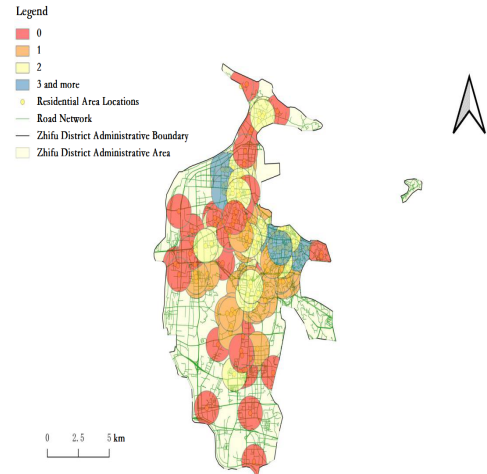 Legend
0
1
2
3 and more
Residential Area Locations
Road Network
Zhifu District Administrative Boundary
Zhifu District Administrative Area
0 2.5 5 km